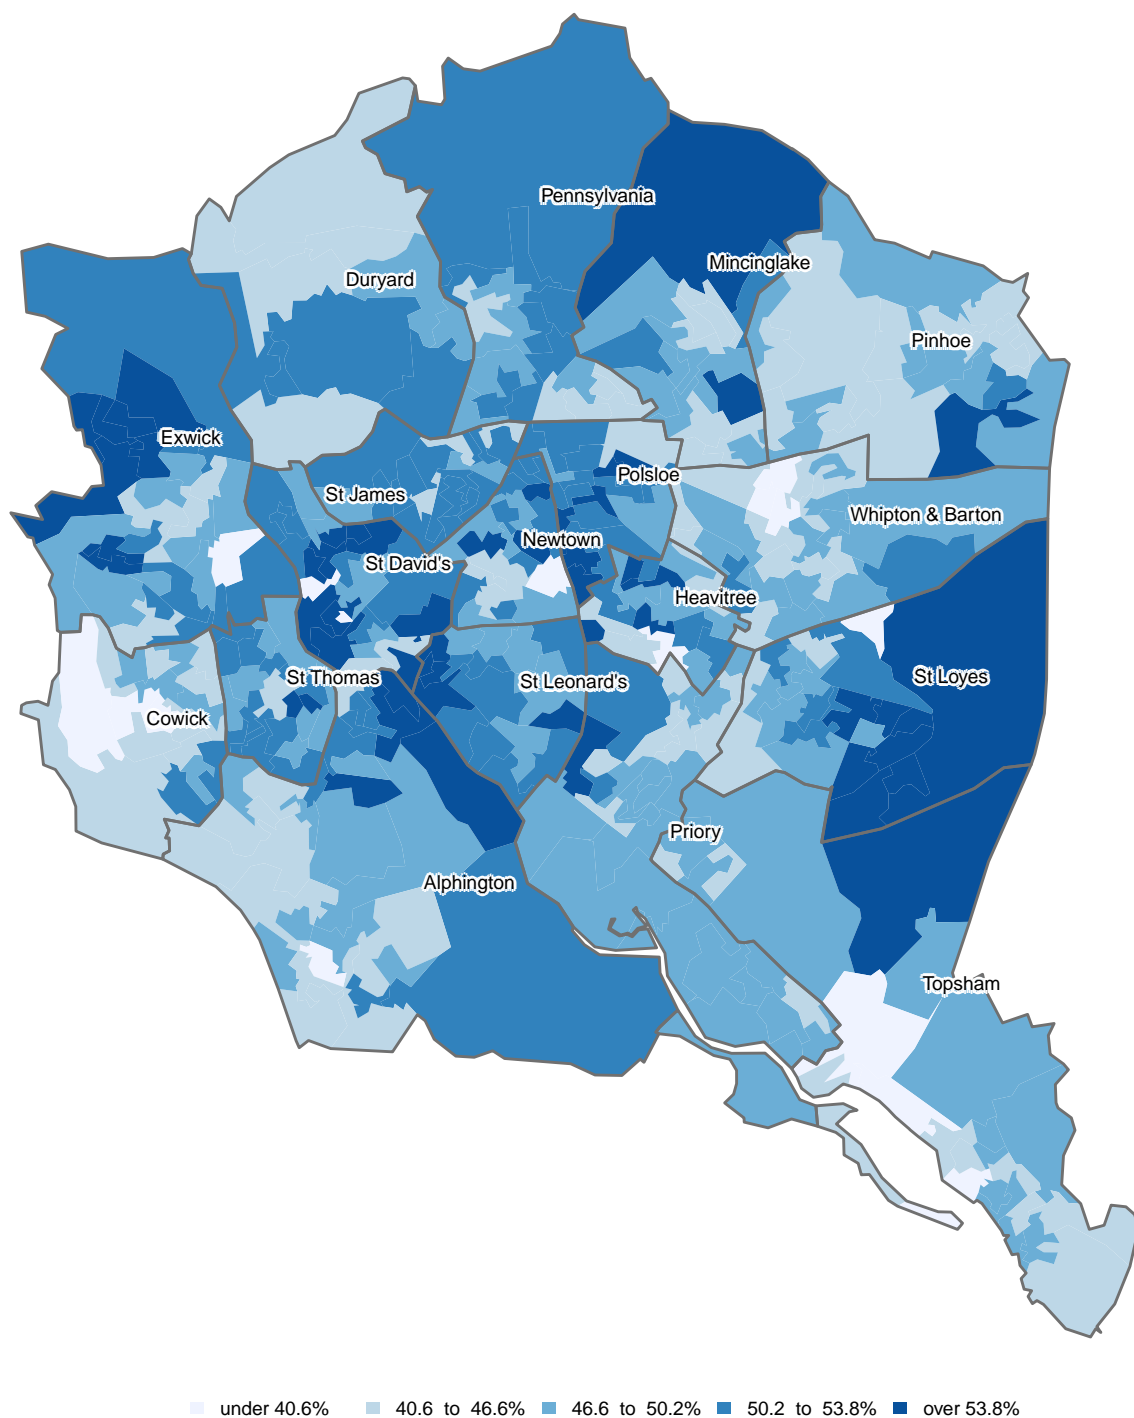 Pennsylvania
Mincinglake
Duryard
Pinhoe
Exwick
Polsloe
St James
Whipton & Barton
Newtown
St David's
Heavitree
St Thomas
St Leonard's
St Loyes
Cowick
Priory
Alphington
Topsham
under 40.6% 40.6 to 46.6% 46.6 to 50.2% 50.2 to 53.8% over 53.8%